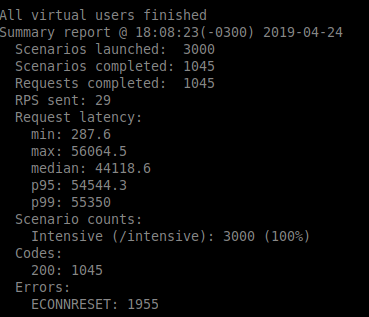 All virtual users finished
Summary report @ 18:08:23(-0300) 2019-04-24
Scenarios launched: 3000
Scenarios completed: 1045
Requests completed: 1045
RPS sent: 29
Request latency:
min: 287.6
max: 56064.5
median: 44118.6
p95: 54544.3
p99: 55350
Scenario counts:
Intensive (/intensive): 3000 (100%)
Codes:
200: 1045
Errors:
ECONNRESET: 1955